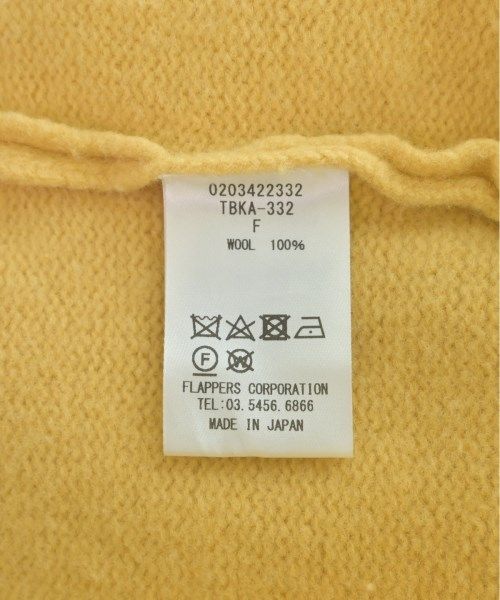 0203422332
TBKA-332
F
WOOL 100%
F W
FLAPPERS CORPORATION
TEL:03.5456.6866
MADE IN JAPAN